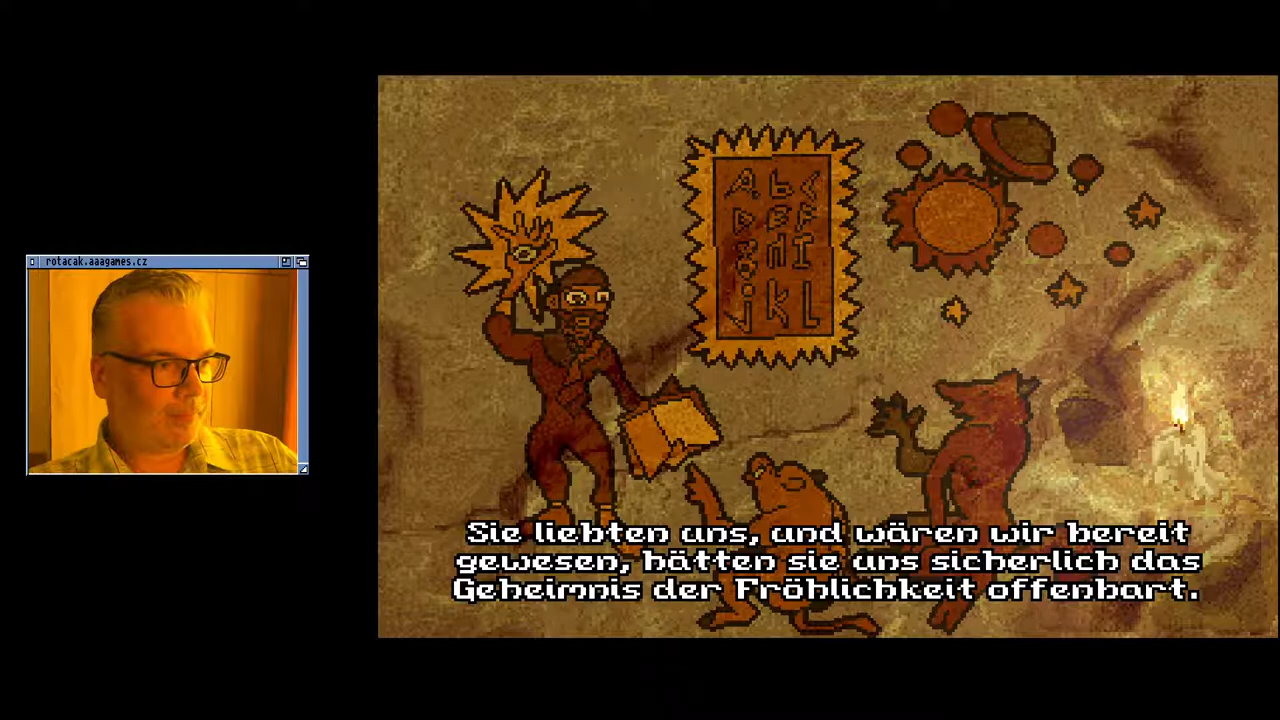 rotacak.aaagames.cz
A b c
D E F
G H I
j k l
Sie liebten uns, und wären wir bereit
gewesen, hätten sie uns sicherlich das
Geheimnis der Fröhlichkeit offenbart.